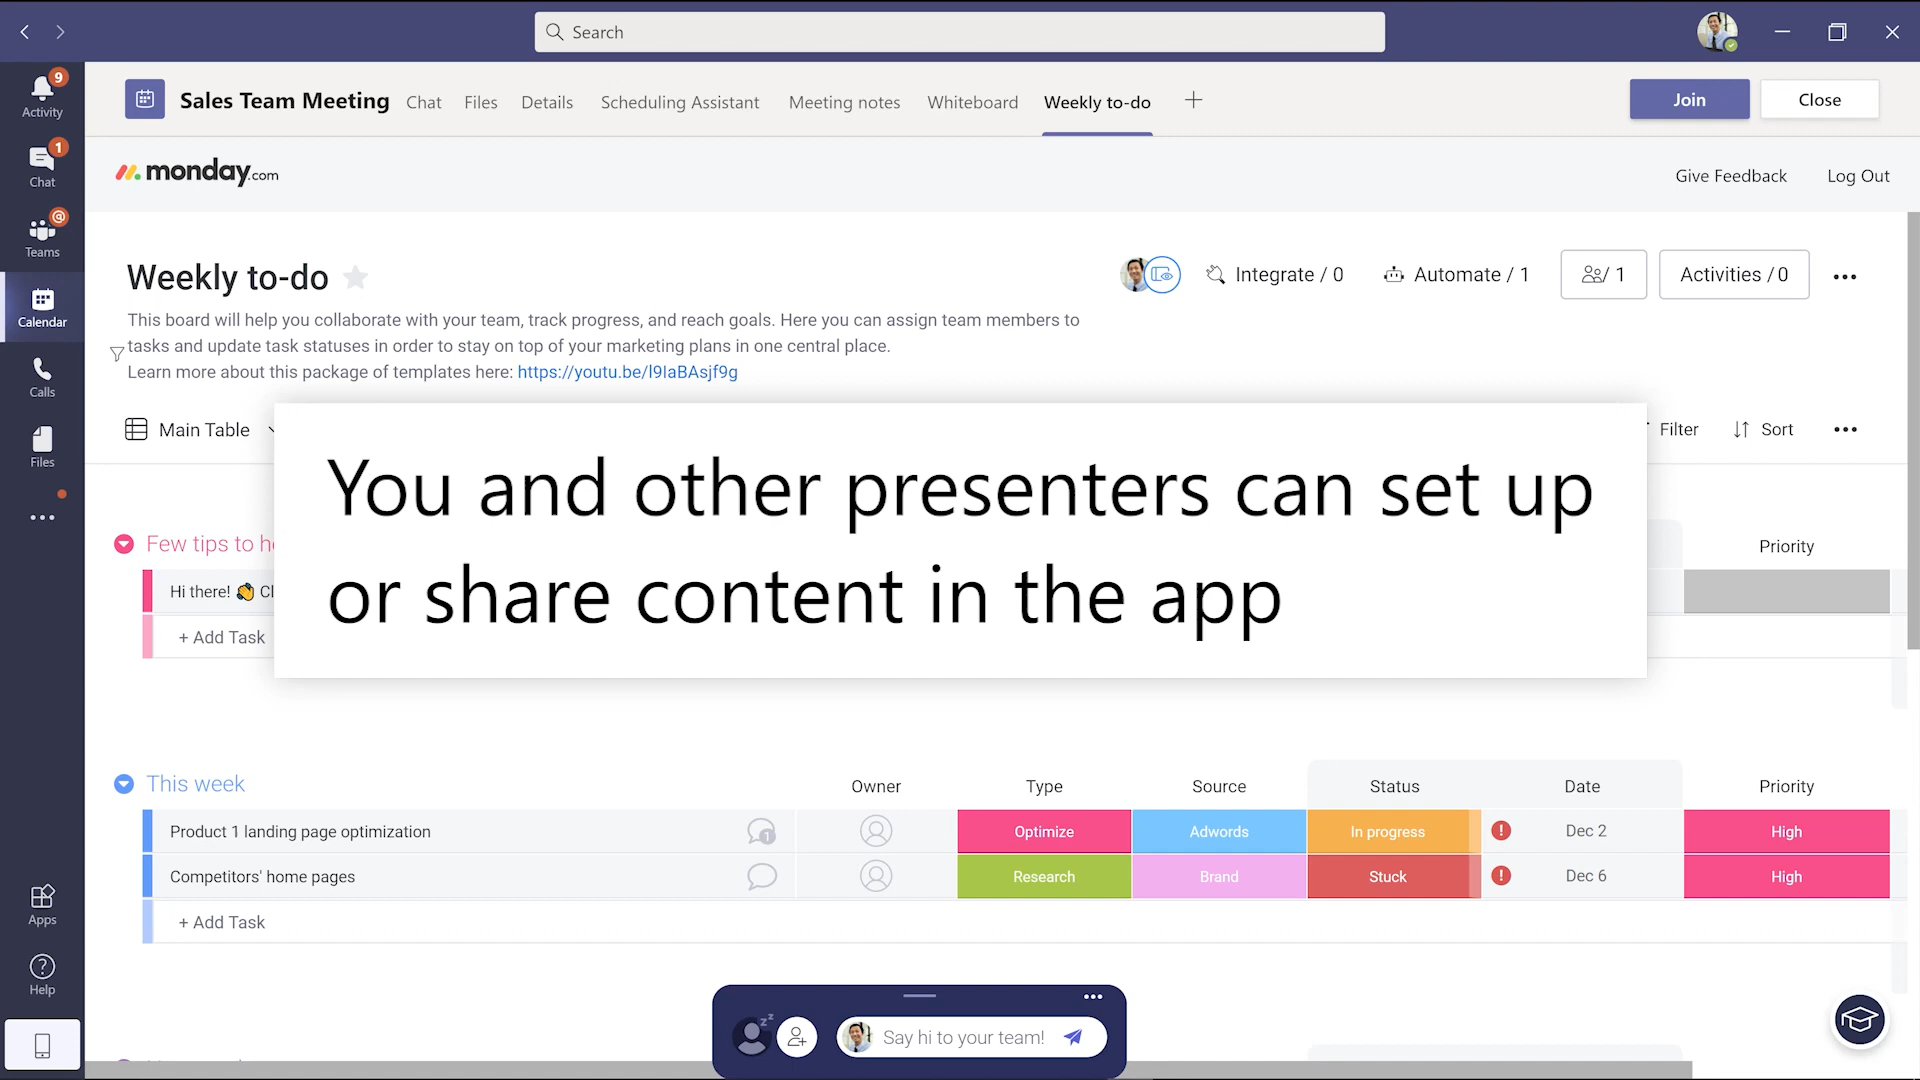 Search
9
Activity
Sales Team Meeting Chat Files Details Scheduling Assistant Meeting notes Whiteboard Weekly to-do
Join Close
1
Chat
monday.com
Give Feedback Log Out
@
Teams
Weekly to-do
Integrate / 0 Automate / 1 / 1 Activities / 0
Calendar
This board will help you collaborate with your team, track progress, and reach goals. Here you can assign team members to
tasks and update task statuses in order to stay on top of your marketing plans in one central place.
Learn more about this package of templates here: https://youtu.be/l9IaBAsjf9g
Calls
Main Table Filter Sort
Files
You and other presenters can set up
or share content in the app
Few tips to
Priority
Hi there! 👏
+ Add Task
This week Owner Type Source Status Date Priority
Product 1 landing page optimization 1 Optimize Adwords In progress ! Dec 2 High
Competitors' home pages Research Brand Stuck ! Dec 6 High
+ Add Task
Apps
Help
zz
Say hi to your team!